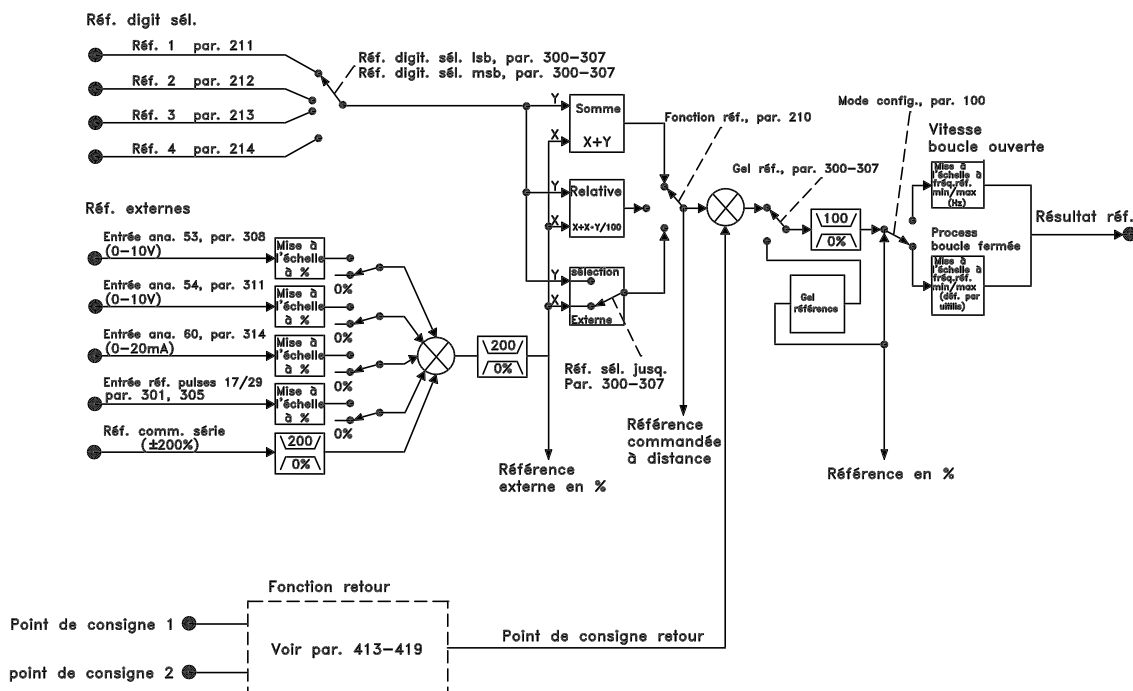 Réf. digit sél.
Réf. 1 par. 211
Réf. 2 par. 212
Réf. 3 par. 213
Réf. 4 par. 214
Réf. digit. sél. lsb, par. 300-307
Réf. digit. sél. msb, par. 300-307
Y
Somme
X
X+Y
Y
Relative
X
X+X·Y/100
Y
sélection
X
Externe
Fonction réf., par. 210
Gel réf., par. 300-307
Mode config., par. 100
Vitesse
boucle ouverte
Mise à
l'échelle à
fréq.réf.
min/max
(Hz)
Process
boucle fermée
Mise à
l'échelle à
fréq.réf.
min/max
(déf. par
utilis)
Résultat réf.
100
0%
Gel
référence
Réf. externes
Entrée ana. 53, par. 308
(0-10V)
Mise à
l'échelle
à %
0%
Entrée ana. 54, par. 311
(0-10V)
Mise à
l'échelle
à %
0%
Entrée ana. 60, par. 314
(0-20mA)
Mise à
l'échelle
à %
0%
Entrée réf. pulses 17/29
par. 301, 305
Mise à
l'échelle
à %
0%
Réf. comm. série
(±200%)
200
0%
200
0%
Réf. sél. jusq.
Par. 300-307
Référence
externe en %
Référence
commandée
à distance
Référence en %
Fonction retour
Point de consigne 1
Voir par. 413-419
Point de consigne retour
point de consigne 2